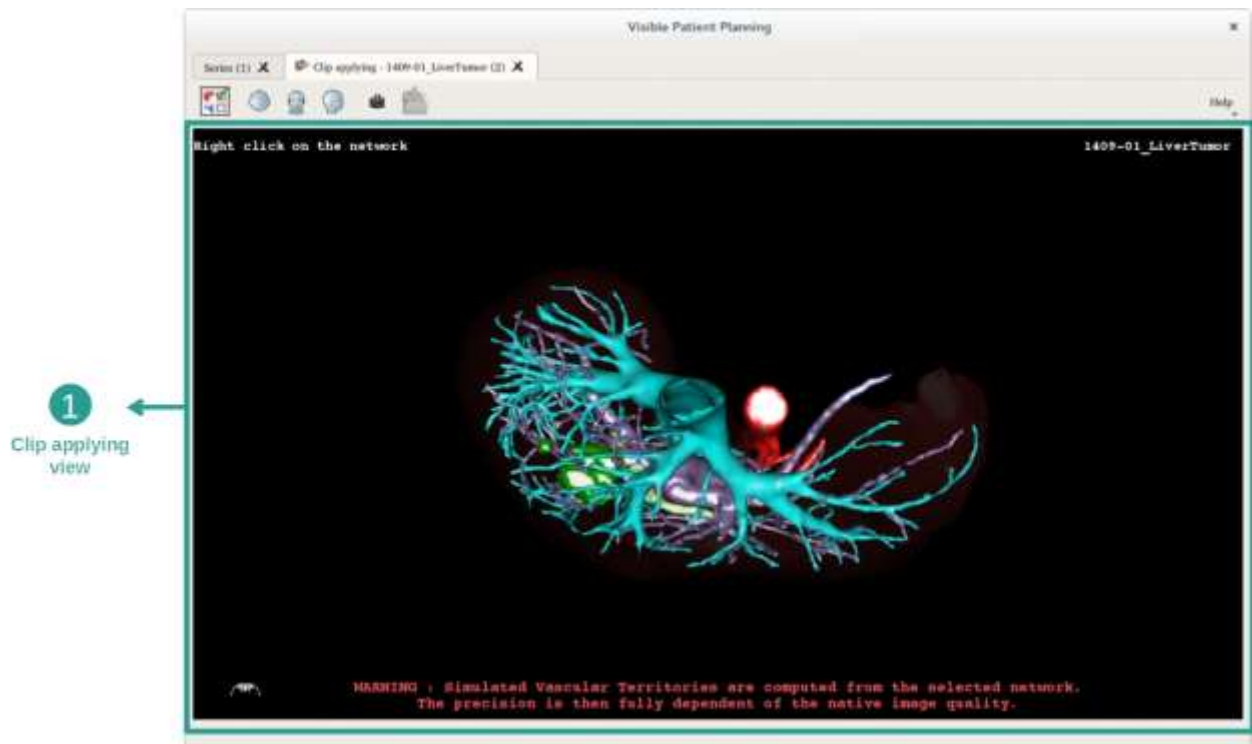 Visible Patient Planning
Series (1)
Clip applying - 1409-01_LiverTumor (2)
Help
Right click on the network
1409-01_LiverTumor
1
Clip applying
view
WARNING : Simulated Vascular Territories are computed from the selected network.
The precision is then fully dependent of the native image quality.